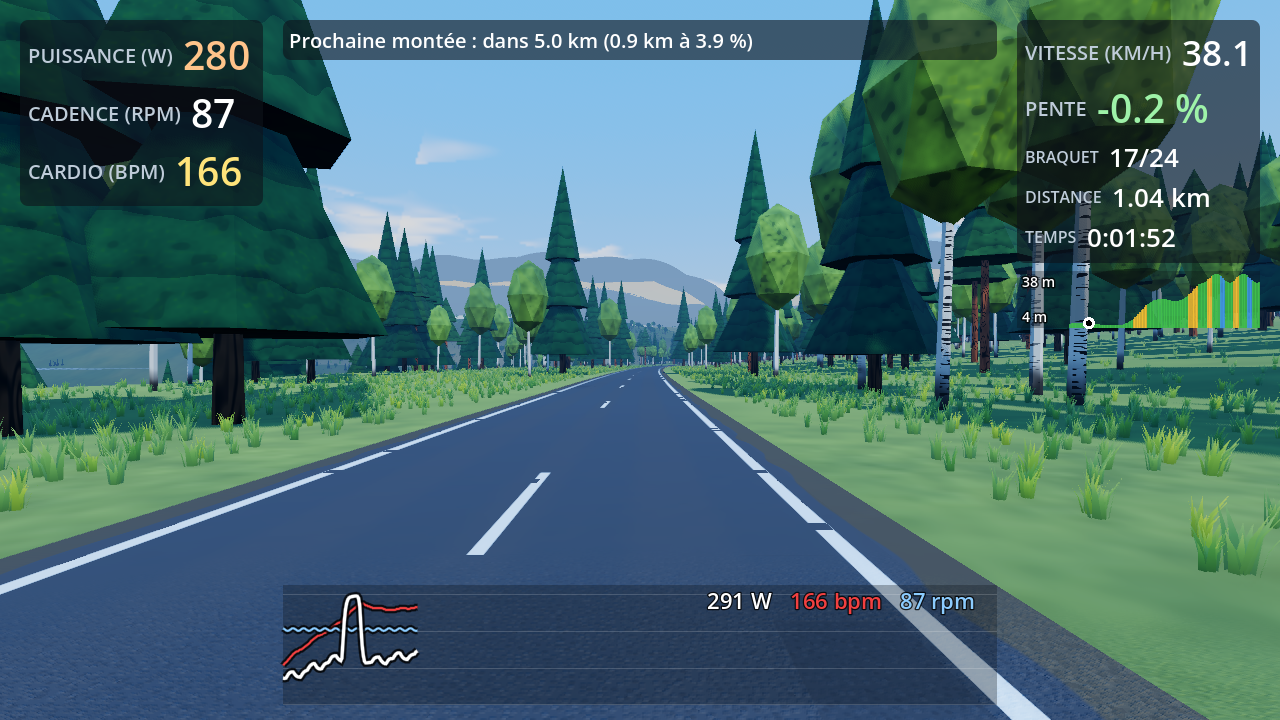 PUISSANCE (W) 280
CADENCE (RPM) 87
CARDIO (BPM) 166
Prochaine montée : dans 5.0 km (0.9 km à 3.9 %)
VITESSE (KM/H) 38.1
PENTE -0.2 %
BRAQUET 17/24
DISTANCE 1.04 km
TEMPS 0:01:52
38 m
4 m
291 W 166 bpm 87 rpm